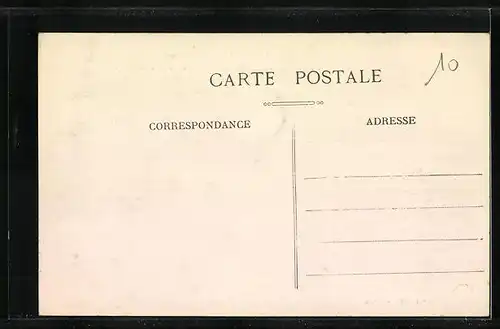 CARTE POSTALE
10
CORRESPONDANCE
ADRESSE